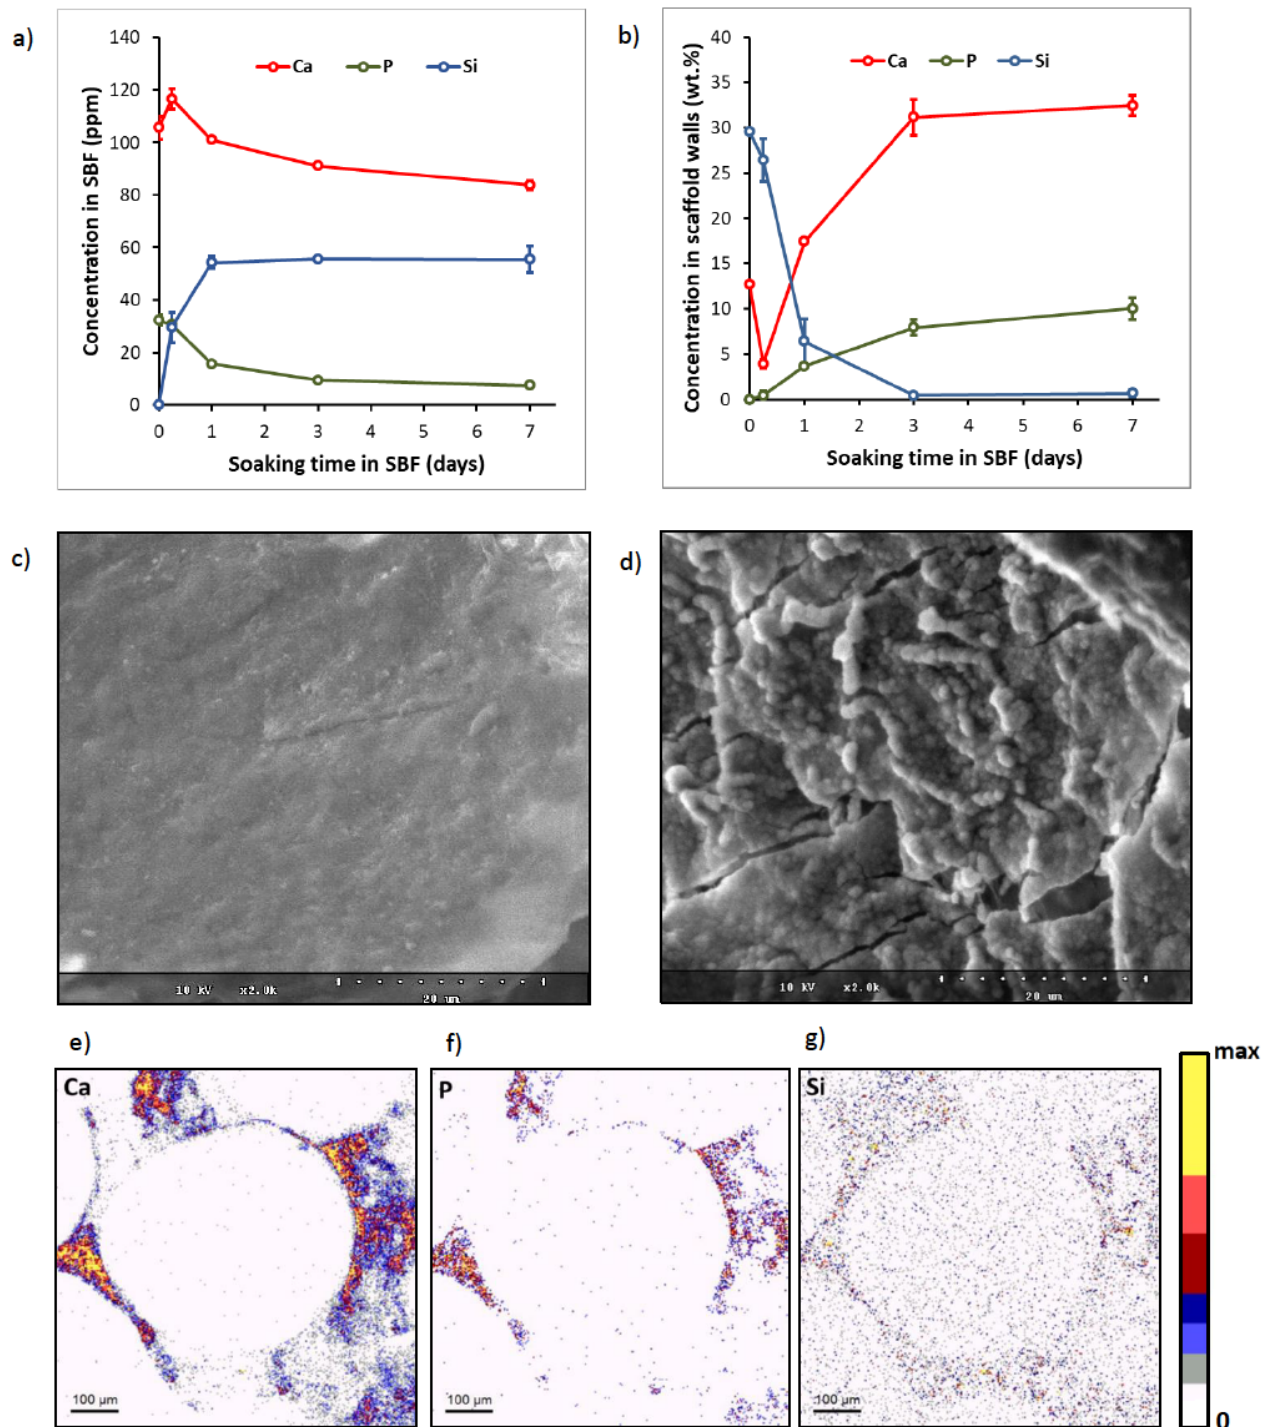 a)
140
120
100
80
60
40
20
0
Concentration in SBF (ppm)
Ca P Si
0 1 2 3 4 5 6 7
Soaking time in SBF (days)
b)
40
35
30
25
20
15
10
5
0
Concentration in scaffold walls (wt.%)
Ca P Si
0 1 2 3 4 5 6 7
Soaking time in SBF (days)
c)
10 kV x2.0k 20 um
d)
10 kV x2.0k 20 um
e)
Ca
100 µm
f)
P
100 µm
g)
Si
100 µm
max
0